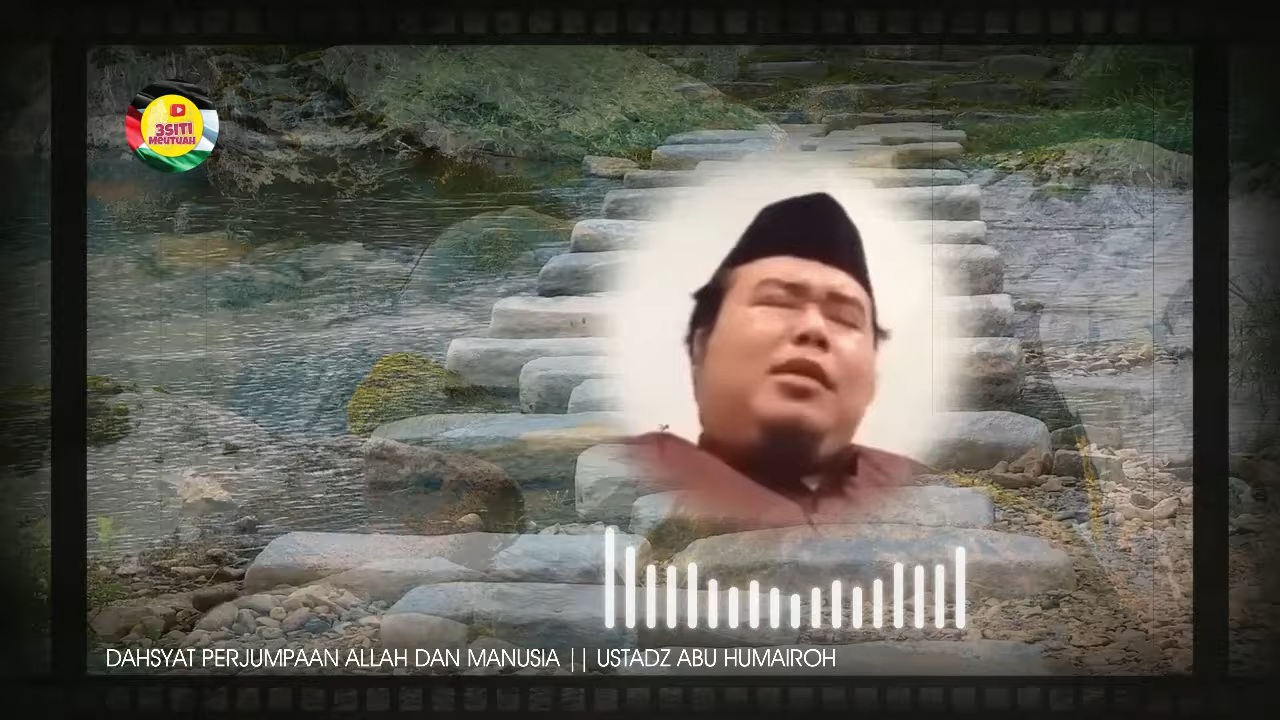 3SITI
MEUTUAH
DAHSYAT PERJUMPAAN ALLAH DAN MANUSIA || USTADZ ABU HUMAIROH